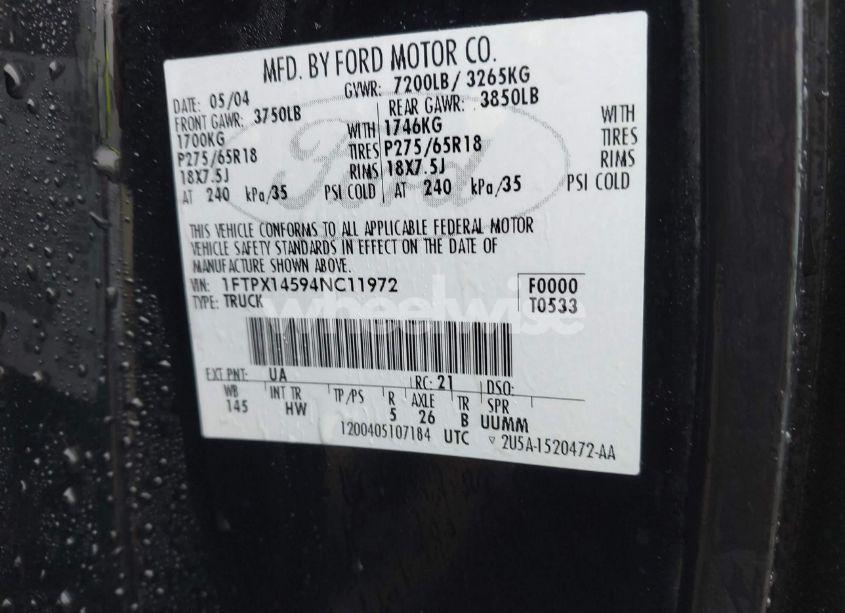 MFD. BY FORD MOTOR CO.
DATE: 05/04 GVWR: 7200LB/ 3265KG
FRONT GAWR: 3750LB REAR GAWR: 3850LB
1700KG WITH 1746KG WITH
P275/65R18 TIRES P275/65R18 TIRES
18X7.5J RIMS 18X7.5J RIMS
AT 240 kPa/35 PSI COLD AT 240 kPa/35 PSI COLD
THIS VEHICLE CONFORMS TO ALL APPLICABLE FEDERAL MOTOR
VEHICLE SAFETY STANDARDS IN EFFECT ON THE DATE OF
MANUFACTURE SHOWN ABOVE.
VIN: 1FTPX14594NC11972 F0000
TYPE: TRUCK T0533
wheelwise
EXT PNT: UA RC: 21 DSO:
WB INT TR TP/PS R AXLE TR SPR
145 HW 5 26 B UUMM
1200405107184 UTC ▽ 2U5A-1520472-AA
Ford